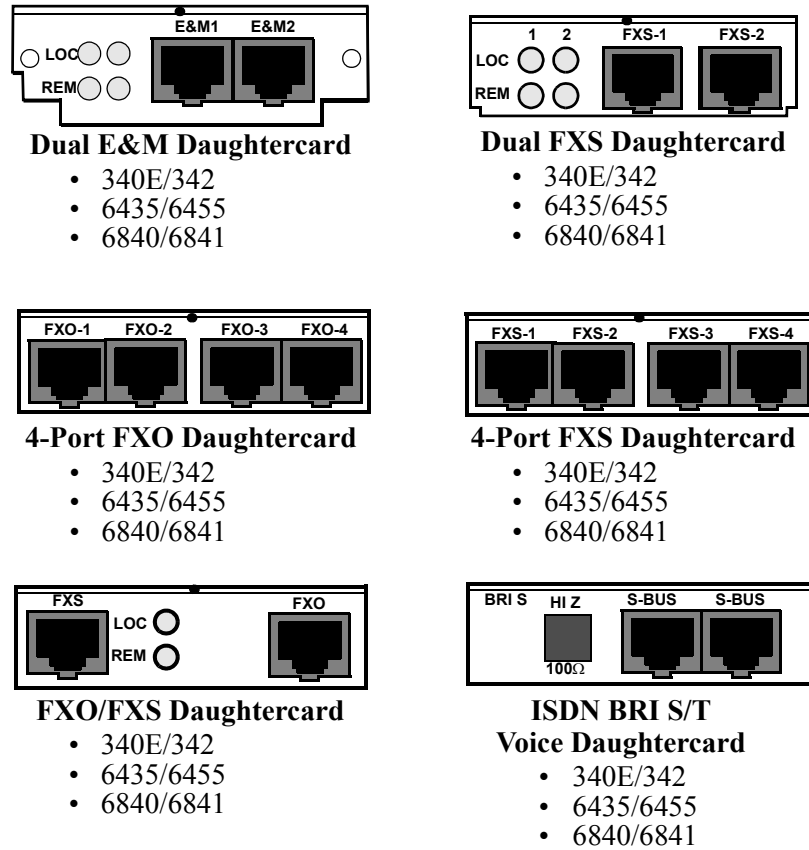 E&M1 E&M2
LOC
REM
Dual E&M Daughtercard
• 340E/342
• 6435/6455
• 6840/6841
1 2 FXS-1 FXS-2
LOC
REM
Dual FXS Daughtercard
• 340E/342
• 6435/6455
• 6840/6841
FXO-1 FXO-2 FXO-3 FXO-4
4-Port FXO Daughtercard
• 340E/342
• 6435/6455
• 6840/6841
FXS-1 FXS-2 FXS-3 FXS-4
4-Port FXS Daughtercard
• 340E/342
• 6435/6455
• 6840/6841
FXS FXO
LOC
REM
FXO/FXS Daughtercard
• 340E/342
• 6435/6455
• 6840/6841
BRI S HI Z S-BUS S-BUS
100Ω
ISDN BRI S/T
Voice Daughtercard
• 340E/342
• 6435/6455
• 6840/6841